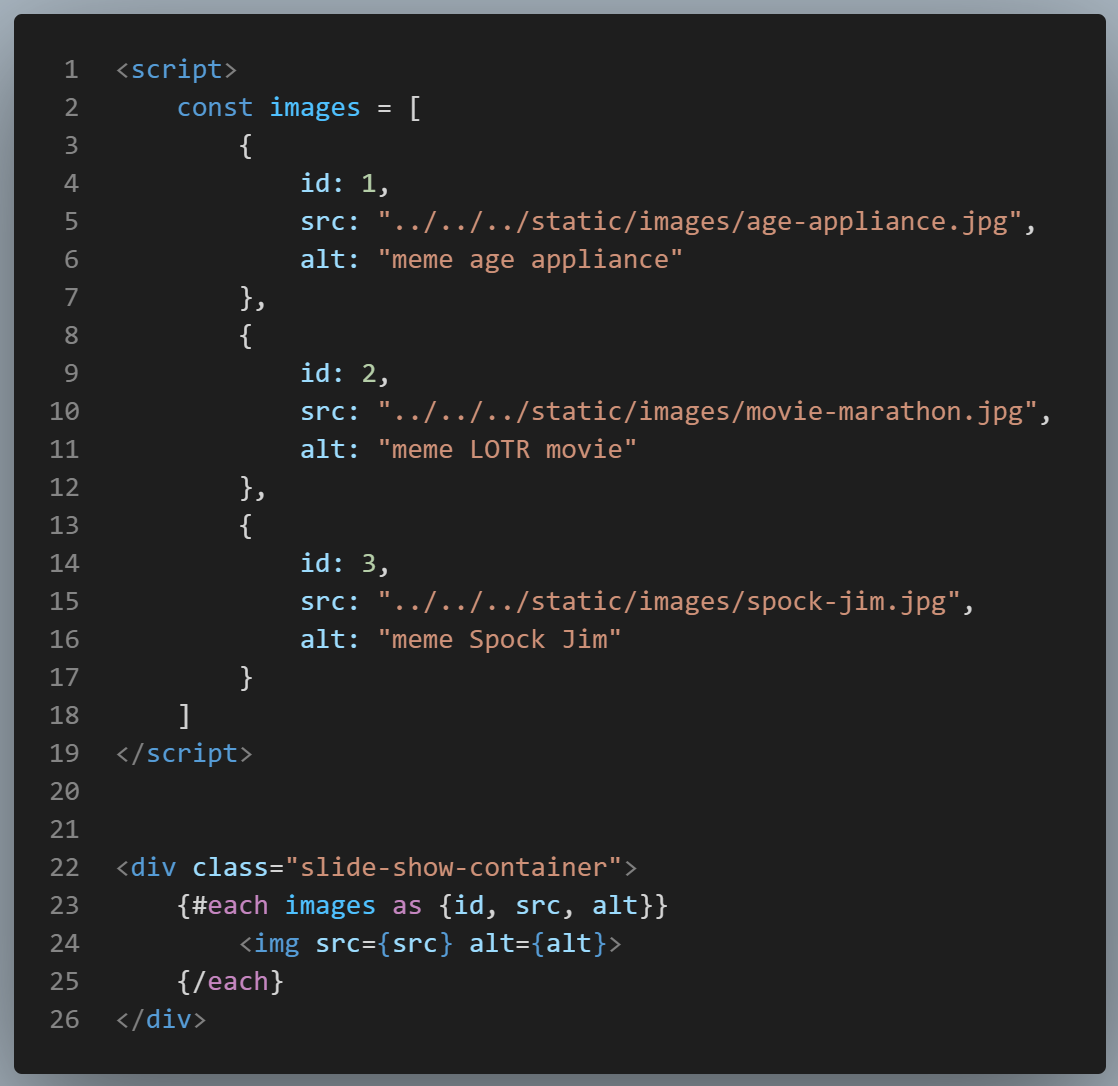 1 <script>
2     const images = [
3         {
4             id: 1,
5             src: "../../../static/images/age-appliance.jpg",
6             alt: "meme age appliance"
7         },
8         {
9             id: 2,
10             src: "../../../static/images/movie-marathon.jpg",
11             alt: "meme LOTR movie"
12         },
13         {
14             id: 3,
15             src: "../../../static/images/spock-jim.jpg",
16             alt: "meme Spock Jim"
17         }
18     ]
19 </script>
20
21
22 <div class="slide-show-container">
23     {#each images as {id, src, alt}}
24         <img src={src} alt={alt}>
25     {/each}
26 </div>